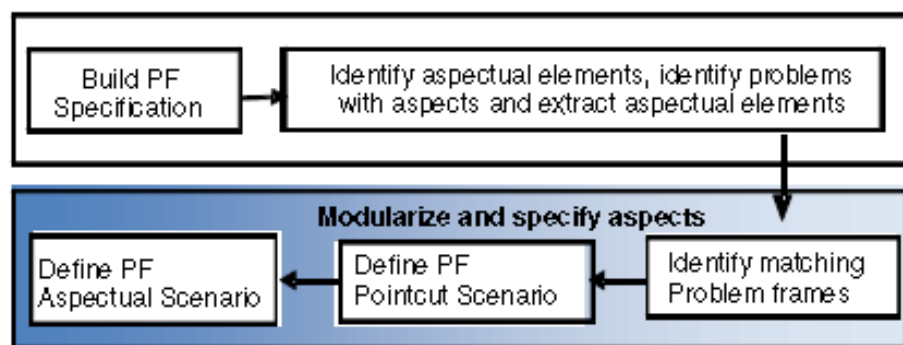 Build PF
Specification
Identify aspectual elements, identify problems
with aspects and extract aspectual elements
Modularize and specify aspects
Identify matching
Problem frames
Define PF
Pointcut Scenario
Define PF
Aspectual Scenario